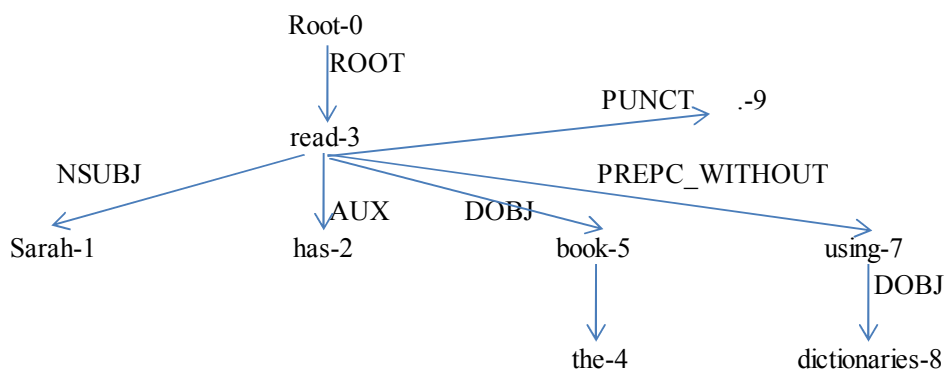 Root-0
ROOT
PUNCT .-9
read-3
NSUBJ PREPC_WITHOUT
AUX DOBJ
Sarah-1 has-2 book-5 using-7
DOBJ
the-4 dictionaries-8